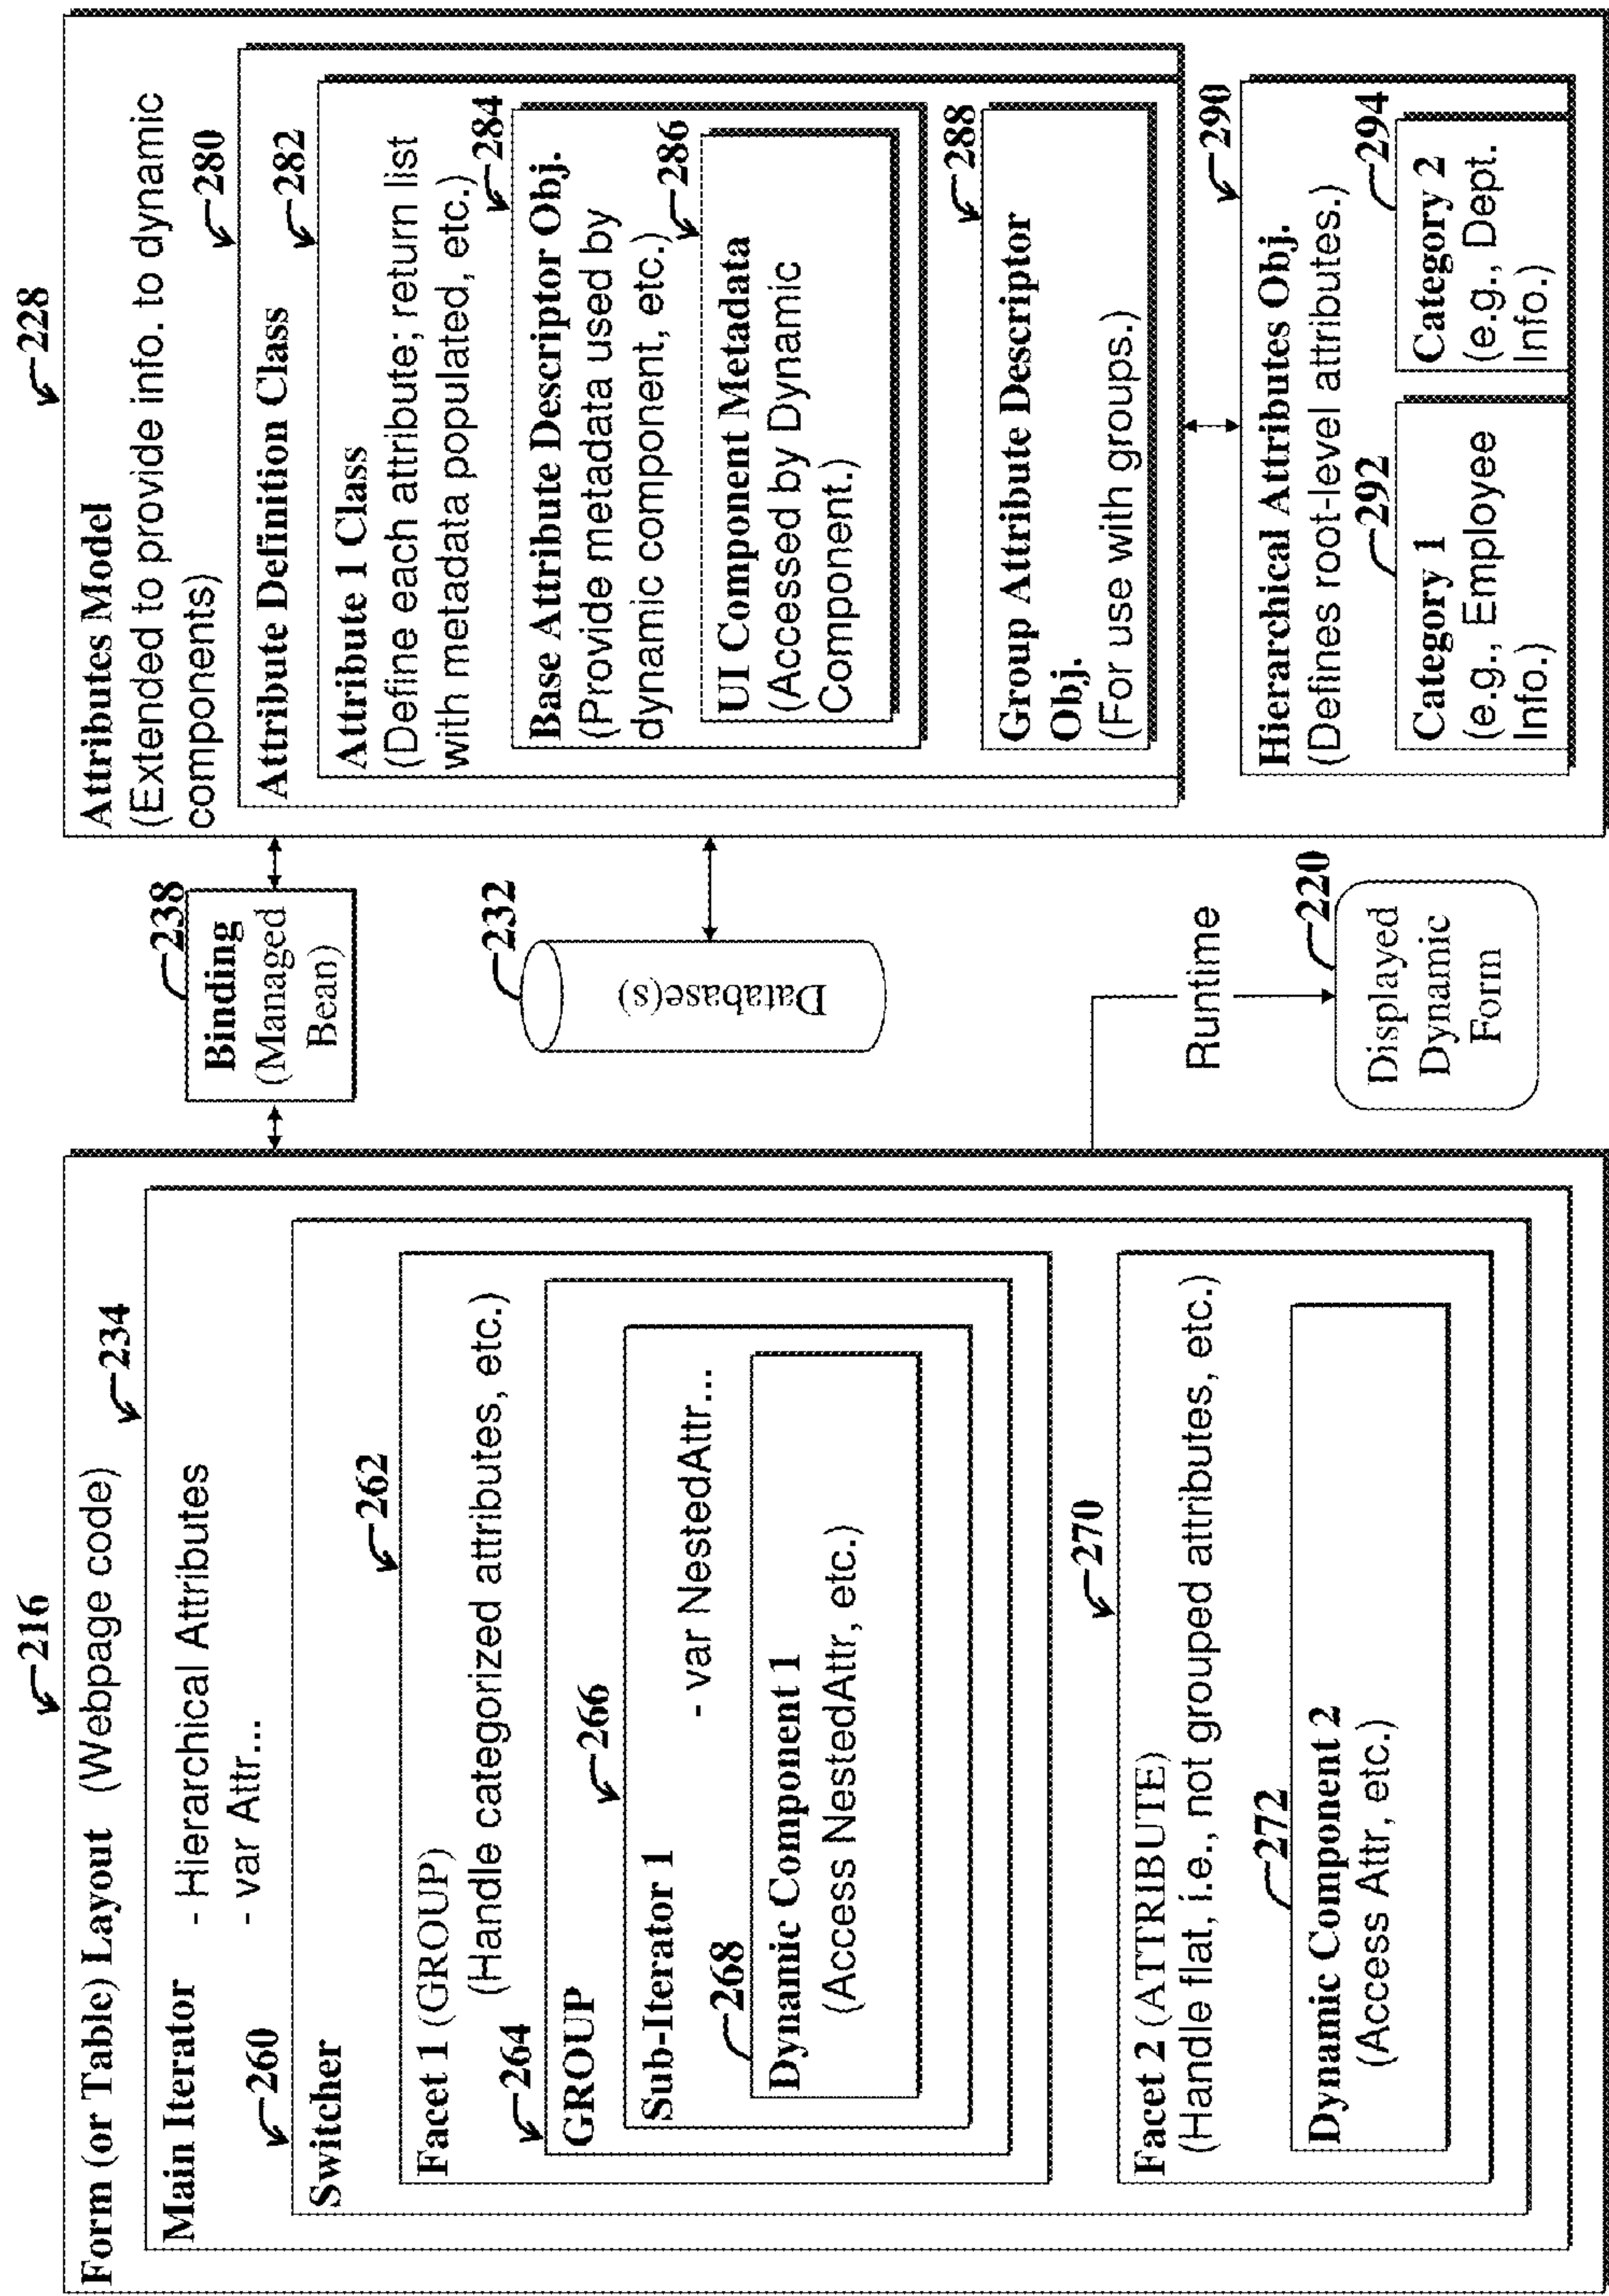 216
Form (or Table) Layout (Webpage code)
234
Main Iterator - Hierarchical Attributes
- var Attr...
260
Switcher
262
Facet 1 (GROUP)
(Handle categorized attributes, etc.)
264
GROUP
266
Sub-Iterator 1 - var NestedAttr...
268
Dynamic Component 1
(Access NestedAttr, etc.)
270
Facet 2 (ATTRIBUTE)
(Handle flat, i.e., not grouped attributes, etc.)
272
Dynamic Component 2
(Access Attr, etc.)
238
Binding
(Managed
Bean)
232
Database(s)
Runtime
220
Displayed
Dynamic
Form
228
Attributes Model
(Extended to provide info. to dynamic
components)
280
Attribute Definition Class
282
Attribute 1 Class
(Define each attribute; return list
with metadata populated, etc.)
284
Base Attribute Descriptor Obj.
(Provide metadata used by
dynamic component, etc.)
286
UI Component Metadata
(Accessed by Dynamic
Component.)
288
Group Attribute Descriptor
Obj.
(For use with groups.)
290
Hierarchical Attributes Obj.
(Defines root-level attributes.)
292
Category 1
(e.g., Employee
Info.)
294
Category 2
(e.g., Dept.
Info.)